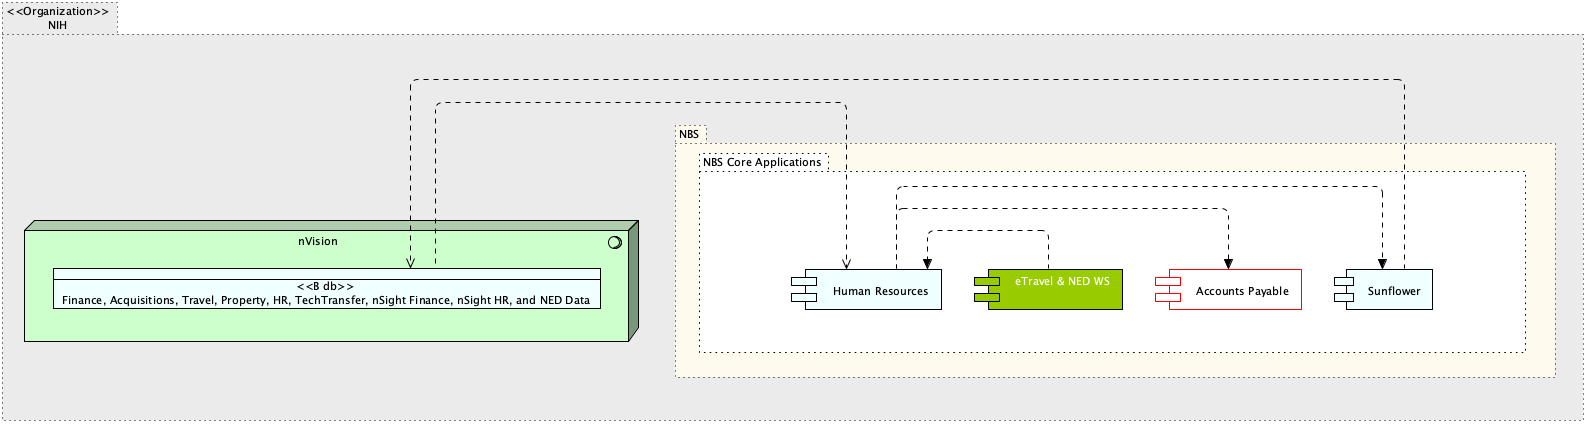 <<Organization>>
NIH
NBS
NBS Core Applications
nVision
<<B db>>
Finance, Acquisitions, Travel, Property, HR, TechTransfer, nSight Finance, nSight HR, and NED Data
Human Resources
eTravel & NED WS
Accounts Payable
Sunflower